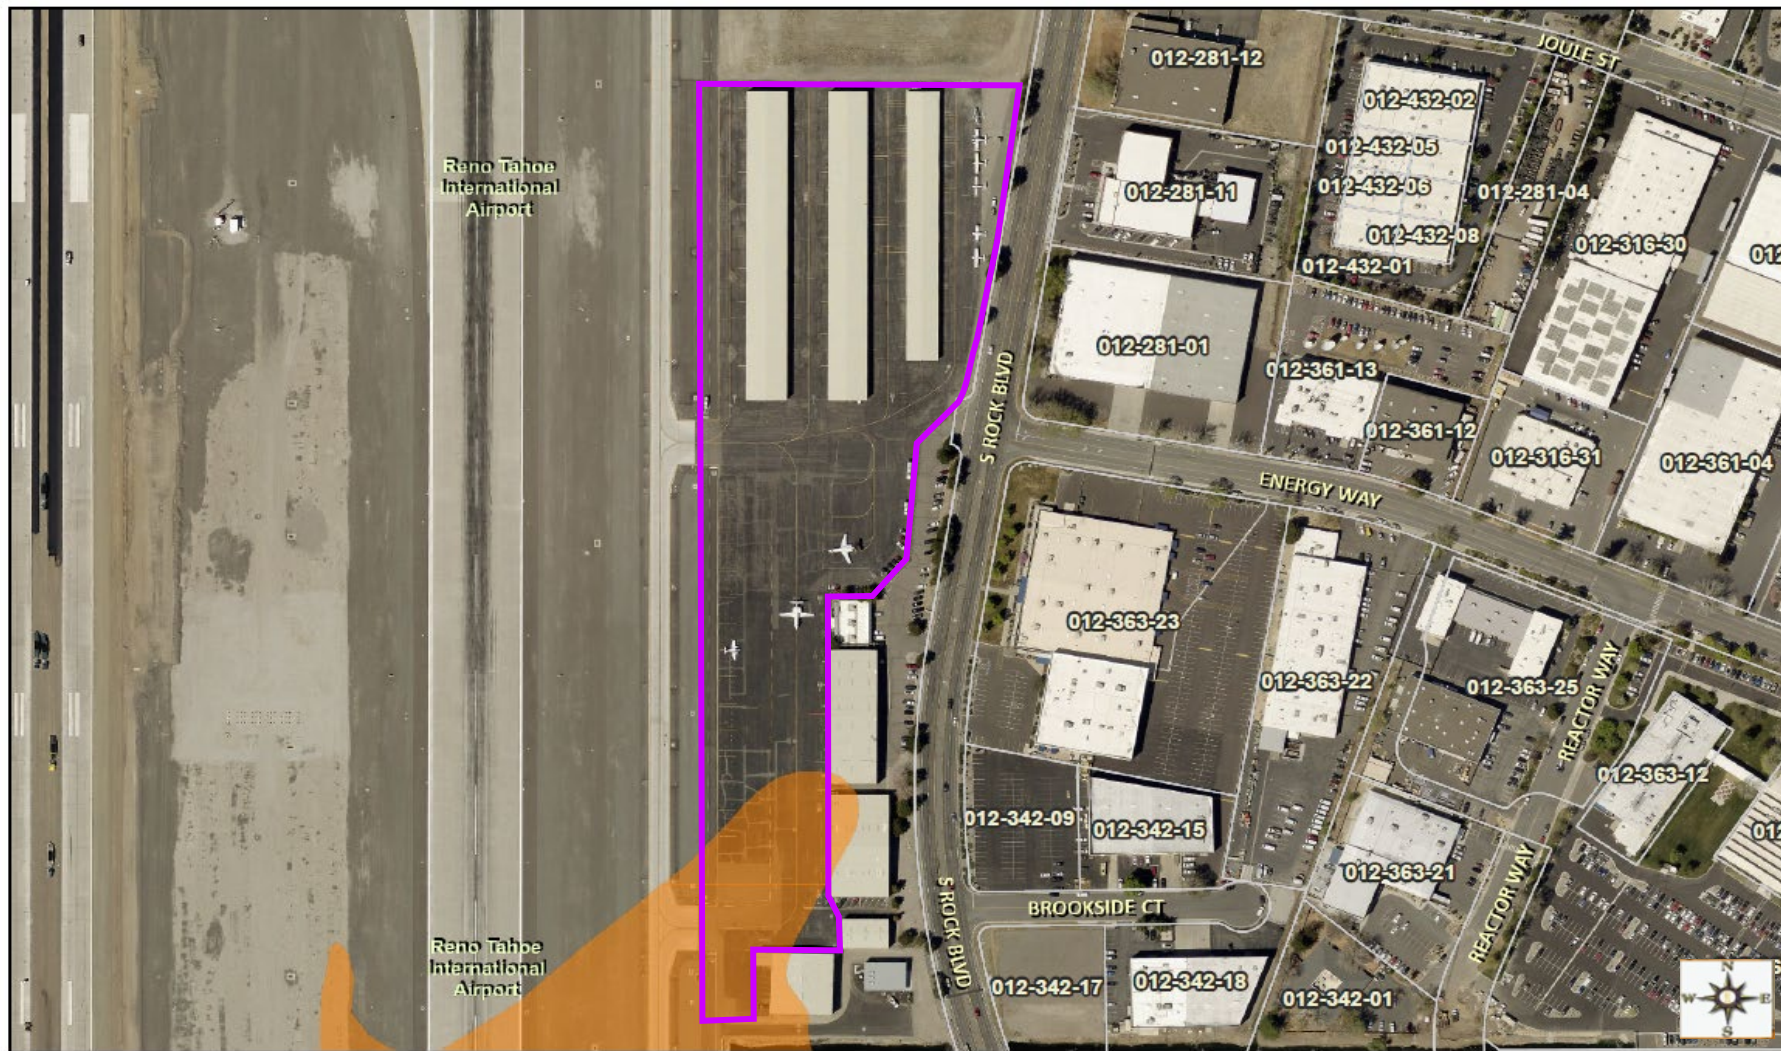 012-281-12
JOULE ST
012-432-02
012-432-05
012-281-11
012-432-06
012-281-04
012-432-08
012-316-30
012-432-01
Reno Tahoe
International
Airport
012-281-01
012-361-13
S ROCK BLVD
012-361-12
012-316-31
012-361-04
ENERGY WAY
012-363-23
012-363-22
012-363-25
REACTOR WAY
012-363-12
012-342-09
012-342-15
012-363-21
BROOKSIDE CT
S ROCK BLVD
REACTOR WAY
Reno Tahoe
International
Airport
012-342-17
012-342-18
012-342-01
N
W E
S